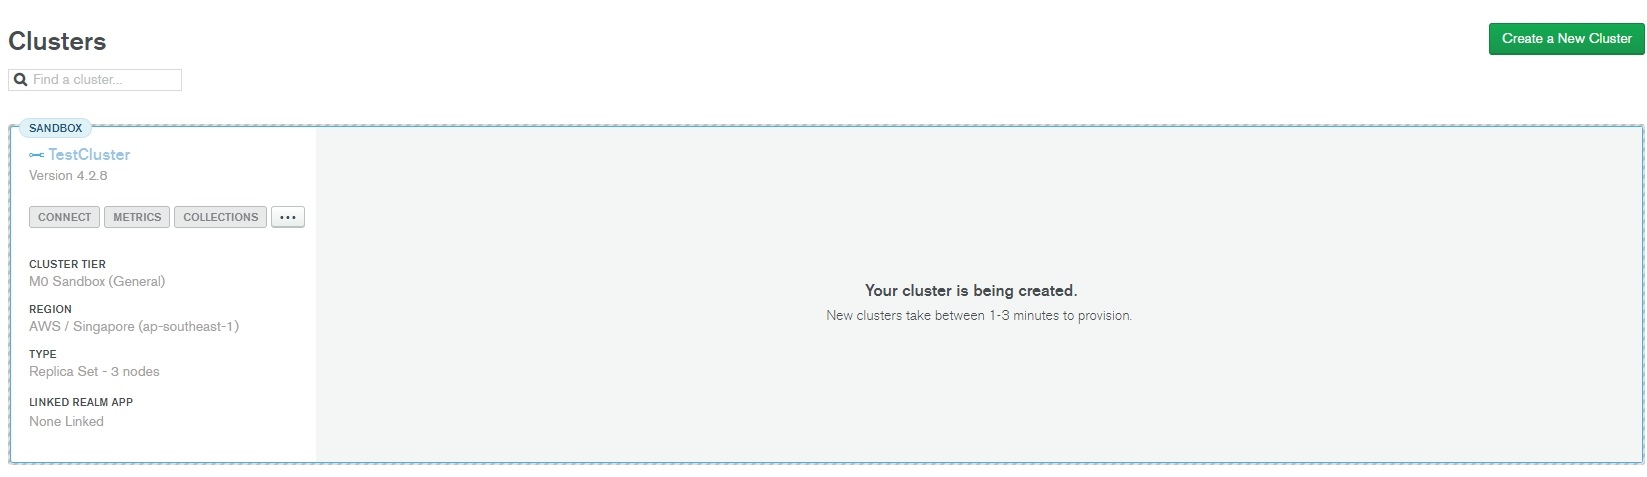 Clusters
Create a New Cluster
Find a cluster...
SANDBOX
TestCluster
Version 4.2.8
CONNECT METRICS COLLECTIONS ...
CLUSTER TIER
M0 Sandbox (General)
REGION
AWS / Singapore (ap-southeast-1)
TYPE
Replica Set - 3 nodes
LINKED REALM APP
None Linked
Your cluster is being created.
New clusters take between 1-3 minutes to provision.